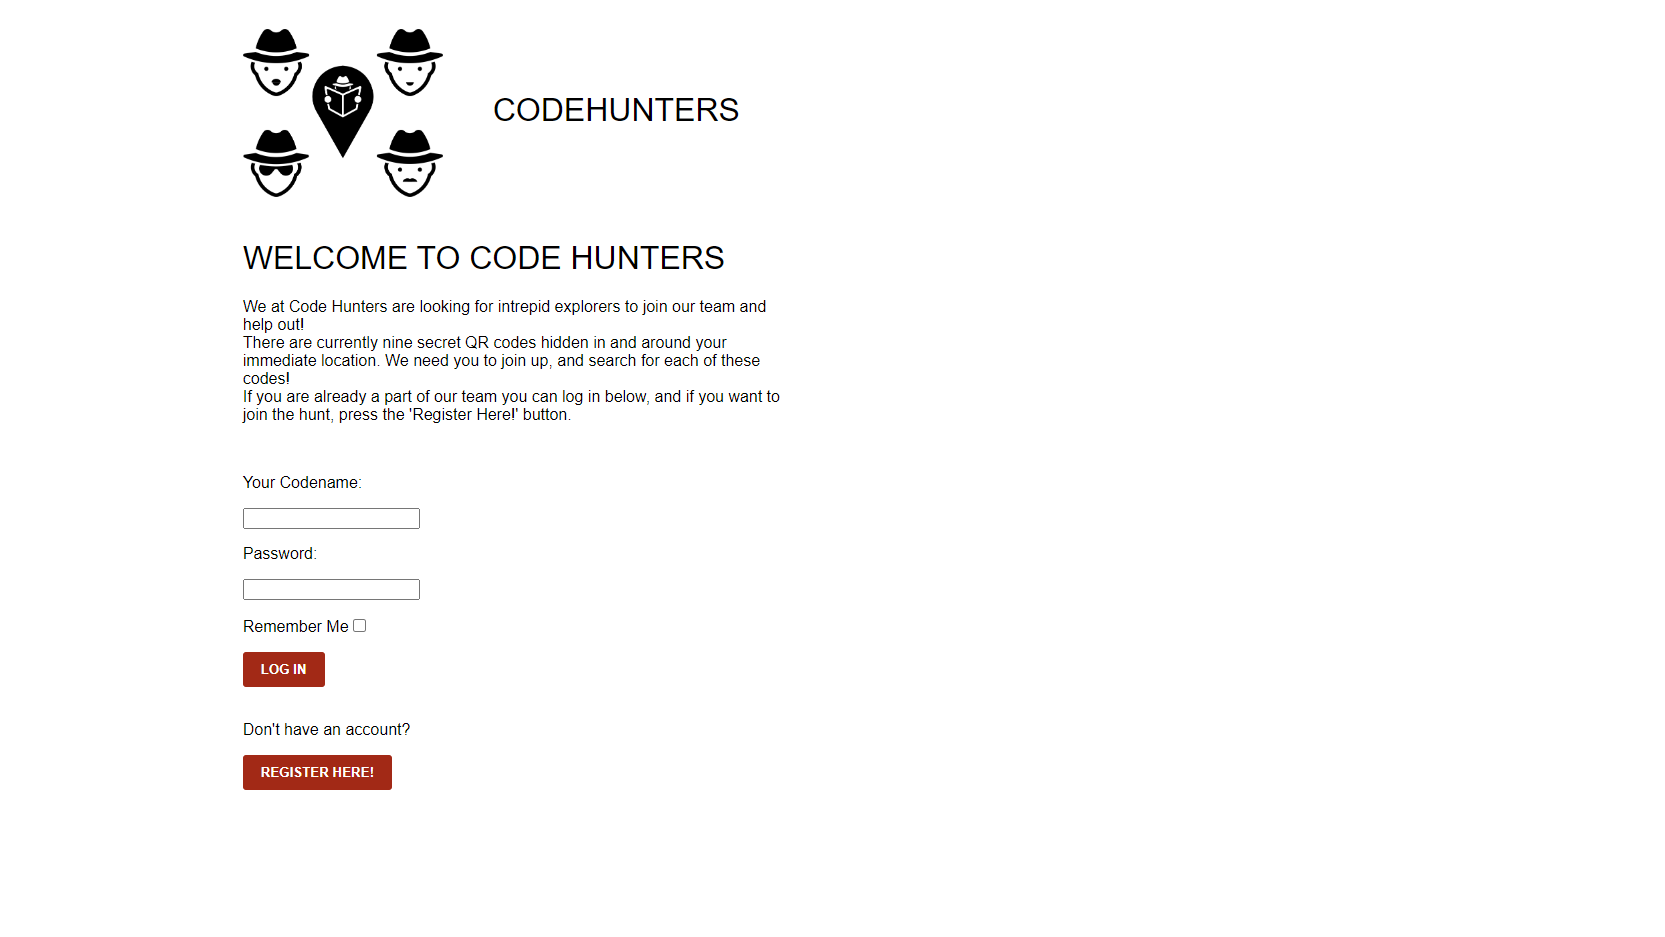 CODEHUNTERS
WELCOME TO CODE HUNTERS
We at Code Hunters are looking for intrepid explorers to join our team and
help out!
There are currently nine secret QR codes hidden in and around your
immediate location. We need you to join up, and search for each of these
codes!
If you are already a part of our team you can log in below, and if you want to
join the hunt, press the 'Register Here!' button.
Your Codename:
Password:
Remember Me
LOG IN
Don't have an account?
REGISTER HERE!